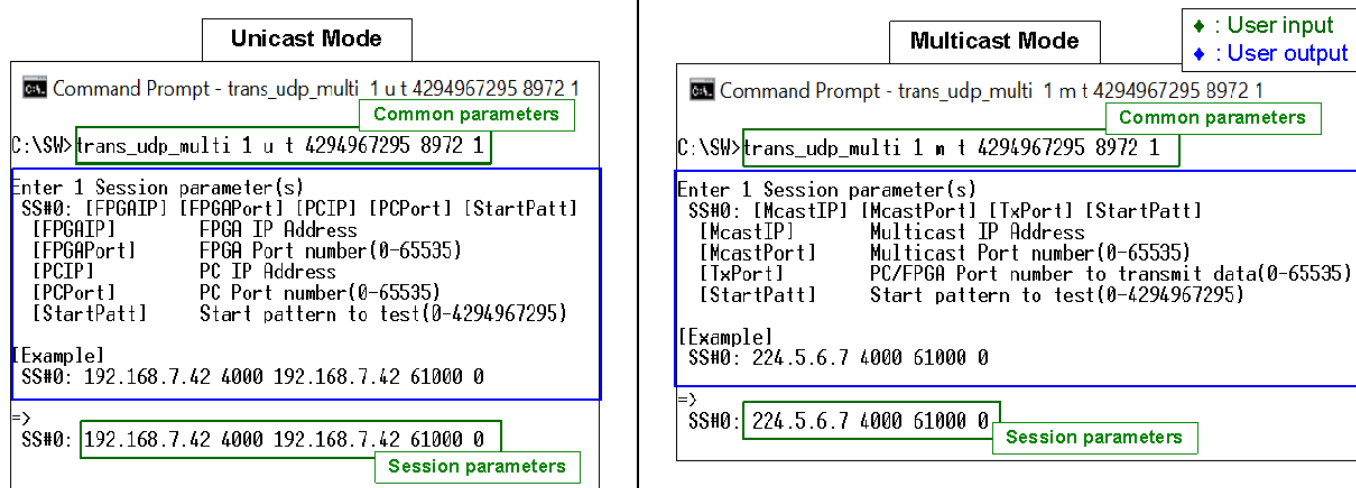 Unicast Mode
Command Prompt - trans_udp_multi 1 u t 4294967295 8972 1
Common parameters
C:\SW>trans_udp_multi 1 u t 4294967295 8972 1
Enter 1 Session parameter(s)
SS#0: [FPGAIP] [FPGAPort] [PCIP] [PCPort] [StartPatt]
[FPGAIP] FPGA IP Address
[FPGAPort] FPGA Port number(0-65535)
[PCIP] PC IP Address
[PCPort] PC Port number(0-65535)
[StartPatt] Start pattern to test(0-4294967295)
[Example]
SS#0: 192.168.7.42 4000 192.168.7.42 61000 0
=>
SS#0: 192.168.7.42 4000 192.168.7.42 61000 0
Session parameters
Multicast Mode
♦ : User input
♦ : User output
Command Prompt - trans_udp_multi 1 m t 4294967295 8972 1
Common parameters
C:\SW>trans_udp_multi 1 m t 4294967295 8972 1
Enter 1 Session parameter(s)
SS#0: [McastIP] [McastPort] [TxPort] [StartPatt]
[McastIP] Multicast IP Address
[McastPort] Multicast Port number(0-65535)
[TxPort] PC/FPGA Port number to transmit data(0-65535)
[StartPatt] Start pattern to test(0-4294967295)
[Example]
SS#0: 224.5.6.7 4000 61000 0
=>
SS#0: 224.5.6.7 4000 61000 0
Session parameters